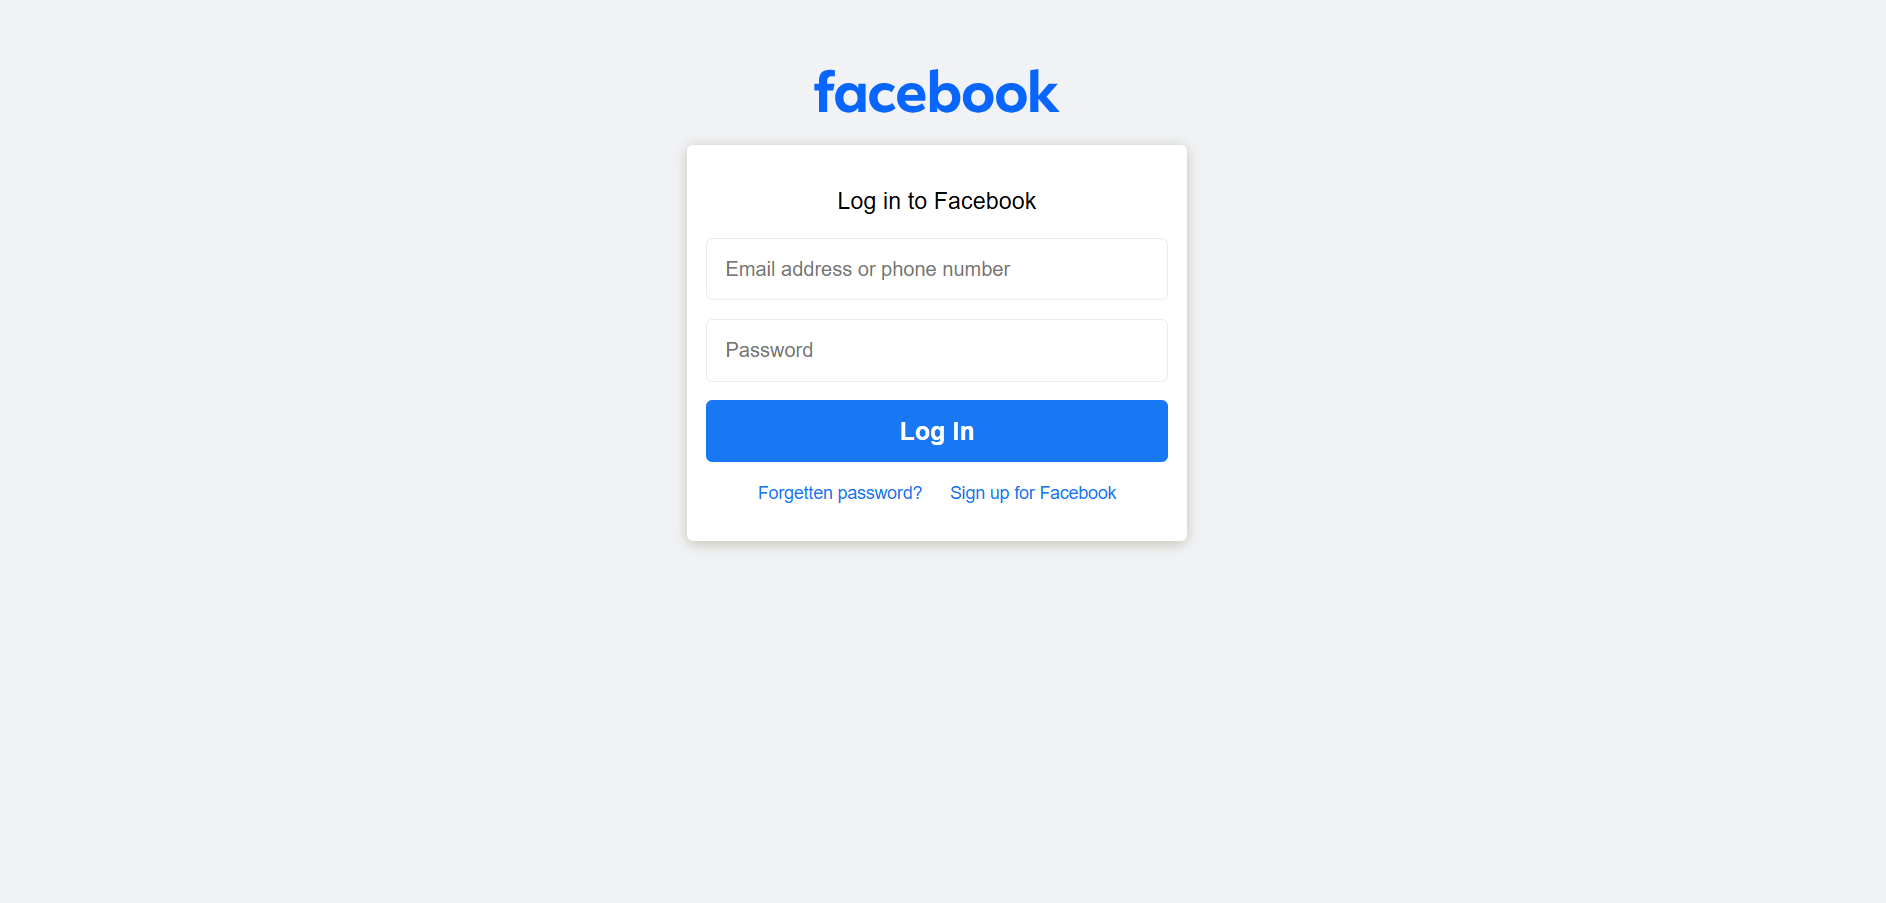 facebook
Log in to Facebook
Email address or phone number
Password
Log In
Forgetten password? Sign up for Facebook